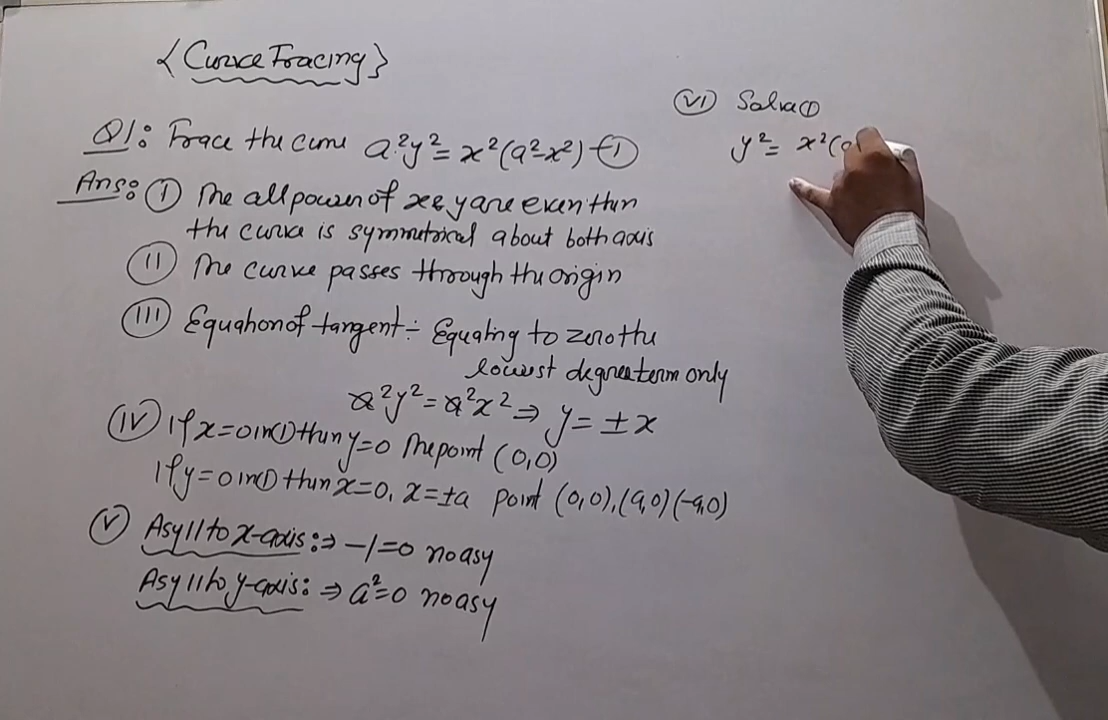 {Curve Tracing}
Q1: Trace the curve a²y² = x²(a²-x²) -①
Ans: ① The all power of x & y are even then
the curve is symmetrical about both axis
(II) The curve passes through the origin
(III) Equation of tangent:- Equating to zero the
lowest degree term only
a²y² = a²x² ⇒ y = ±x
(IV) If x=0 in ① then y=0 The point (0,0)
If y=0 in ① then x=0, x=±a point (0,0), (a,0) (-a,0)
(V) Asy || to x-axis: ⇒ -1=0 no asy
Asy || to y-axis: ⇒ a²=0 no asy
(VI) Solve ①
y² = x²(a